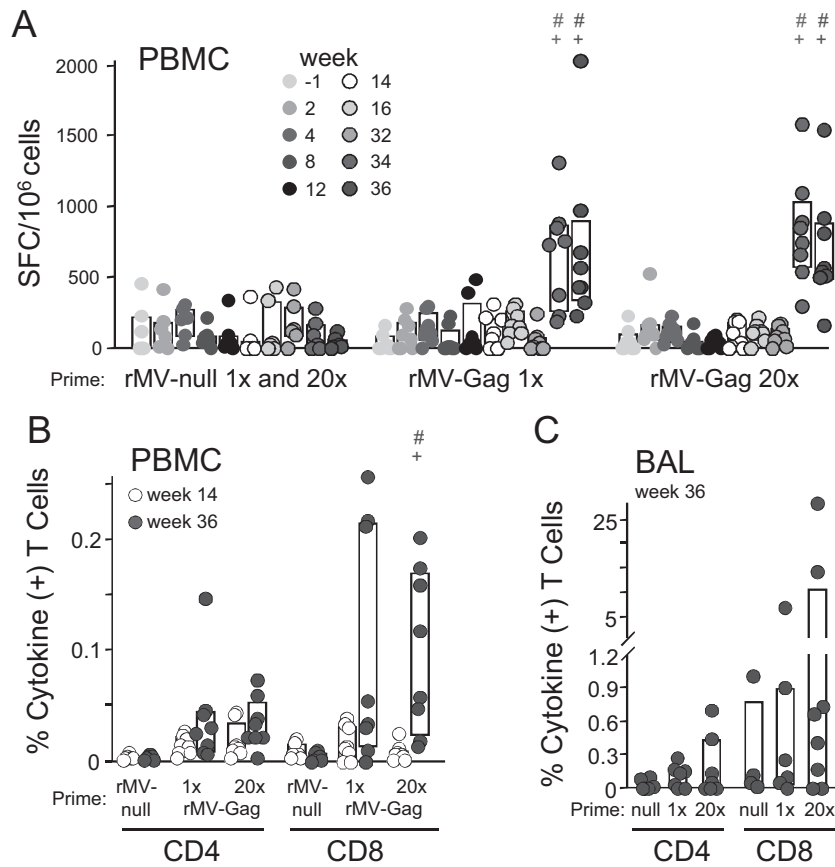 A
PBMC
# #
+ +
# #
+ +
week
-1 14
2 16
4 32
8 34
12 36
SFC/10⁶ cells
2000
1500
1000
500
0
Prime: rMV-null 1x and 20x rMV-Gag 1x rMV-Gag 20x
B
PBMC
week 14
week 36
#
+
% Cytokine (+) T Cells
0.2
0.1
0
Prime: rMV-null 1x 20x rMV-Gag rMV-null 1x 20x rMV-Gag
CD4 CD8
C
BAL
week 36
% Cytokine (+) T Cells
25
5
1.2
0.9
0.6
0.3
0
Prime: null 1x 20x null 1x 20x
CD4 CD8